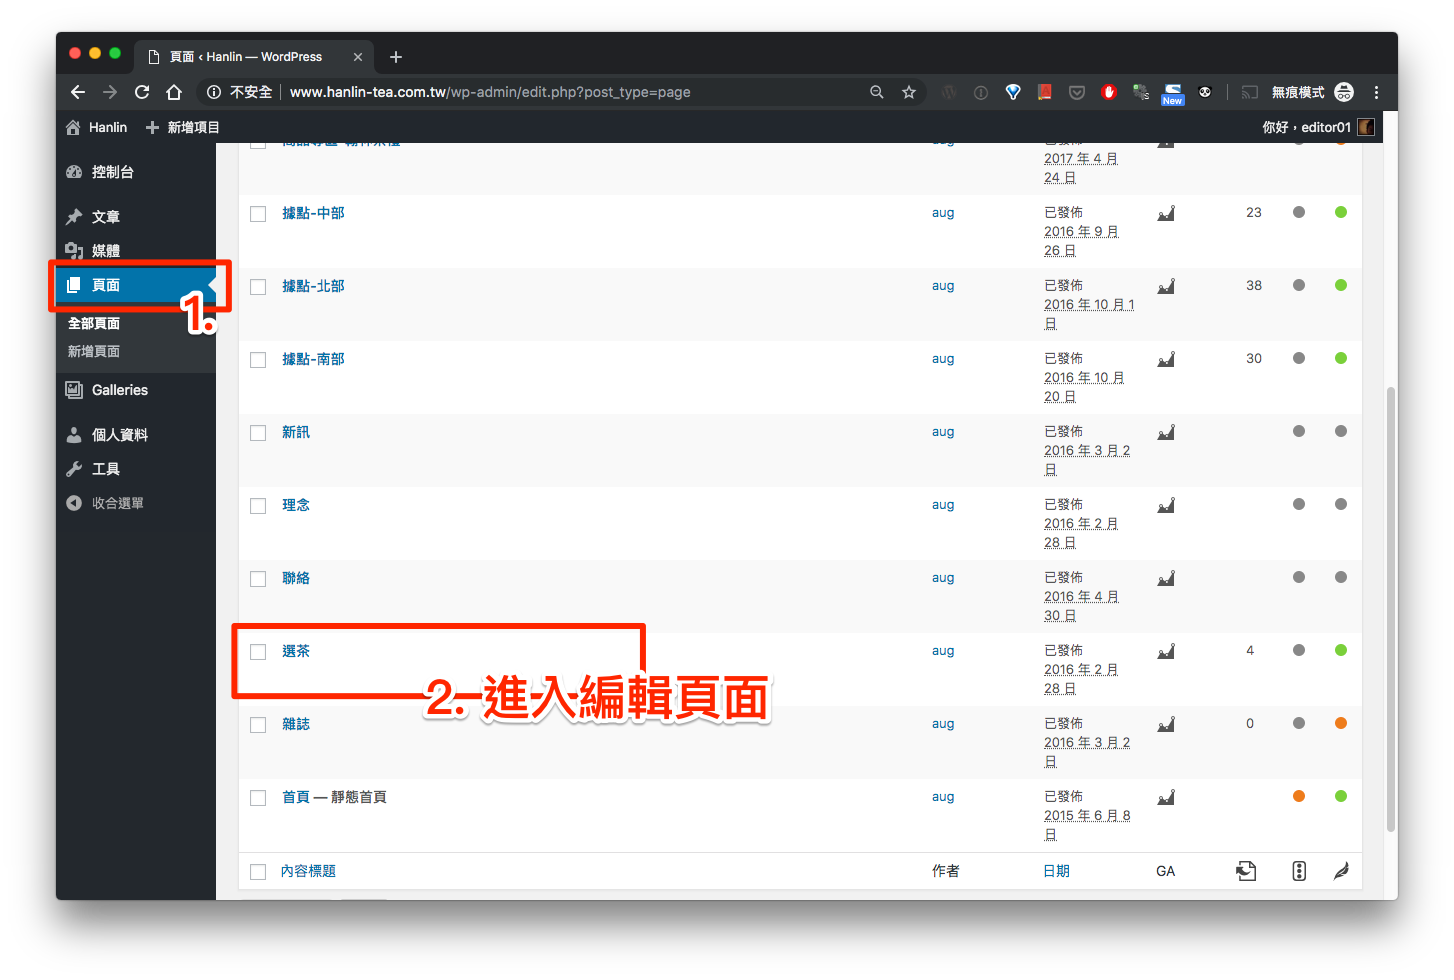 頁面 ‹ Hanlin — WordPress
不安全 www.hanlin-tea.com.tw/wp-admin/edit.php?post_type=page
New
無痕模式
Hanlin
新增項目
你好，editor01
控制台
文章
媒體
頁面
1.
全部頁面
新增頁面
Galleries
個人資料
工具
收合選單
2017 年 4 月
24 日
據點-中部 aug 已發佈 23
2016 年 9 月
26 日
據點-北部 aug 已發佈 38
2016 年 10 月 1
日
據點-南部 aug 已發佈 30
2016 年 10 月
20 日
新訊 aug 已發佈
2016 年 3 月 2
日
理念 aug 已發佈
2016 年 2 月
28 日
聯絡 aug 已發佈
2016 年 4 月
30 日
選茶 aug 已發佈 4
2016 年 2 月
28 日
2. 進入編輯頁面
雜誌 aug 已發佈 0
2016 年 3 月 2
日
首頁 — 靜態首頁 aug 已發佈
2015 年 6 月 8
日
內容標題 作者 日期 GA